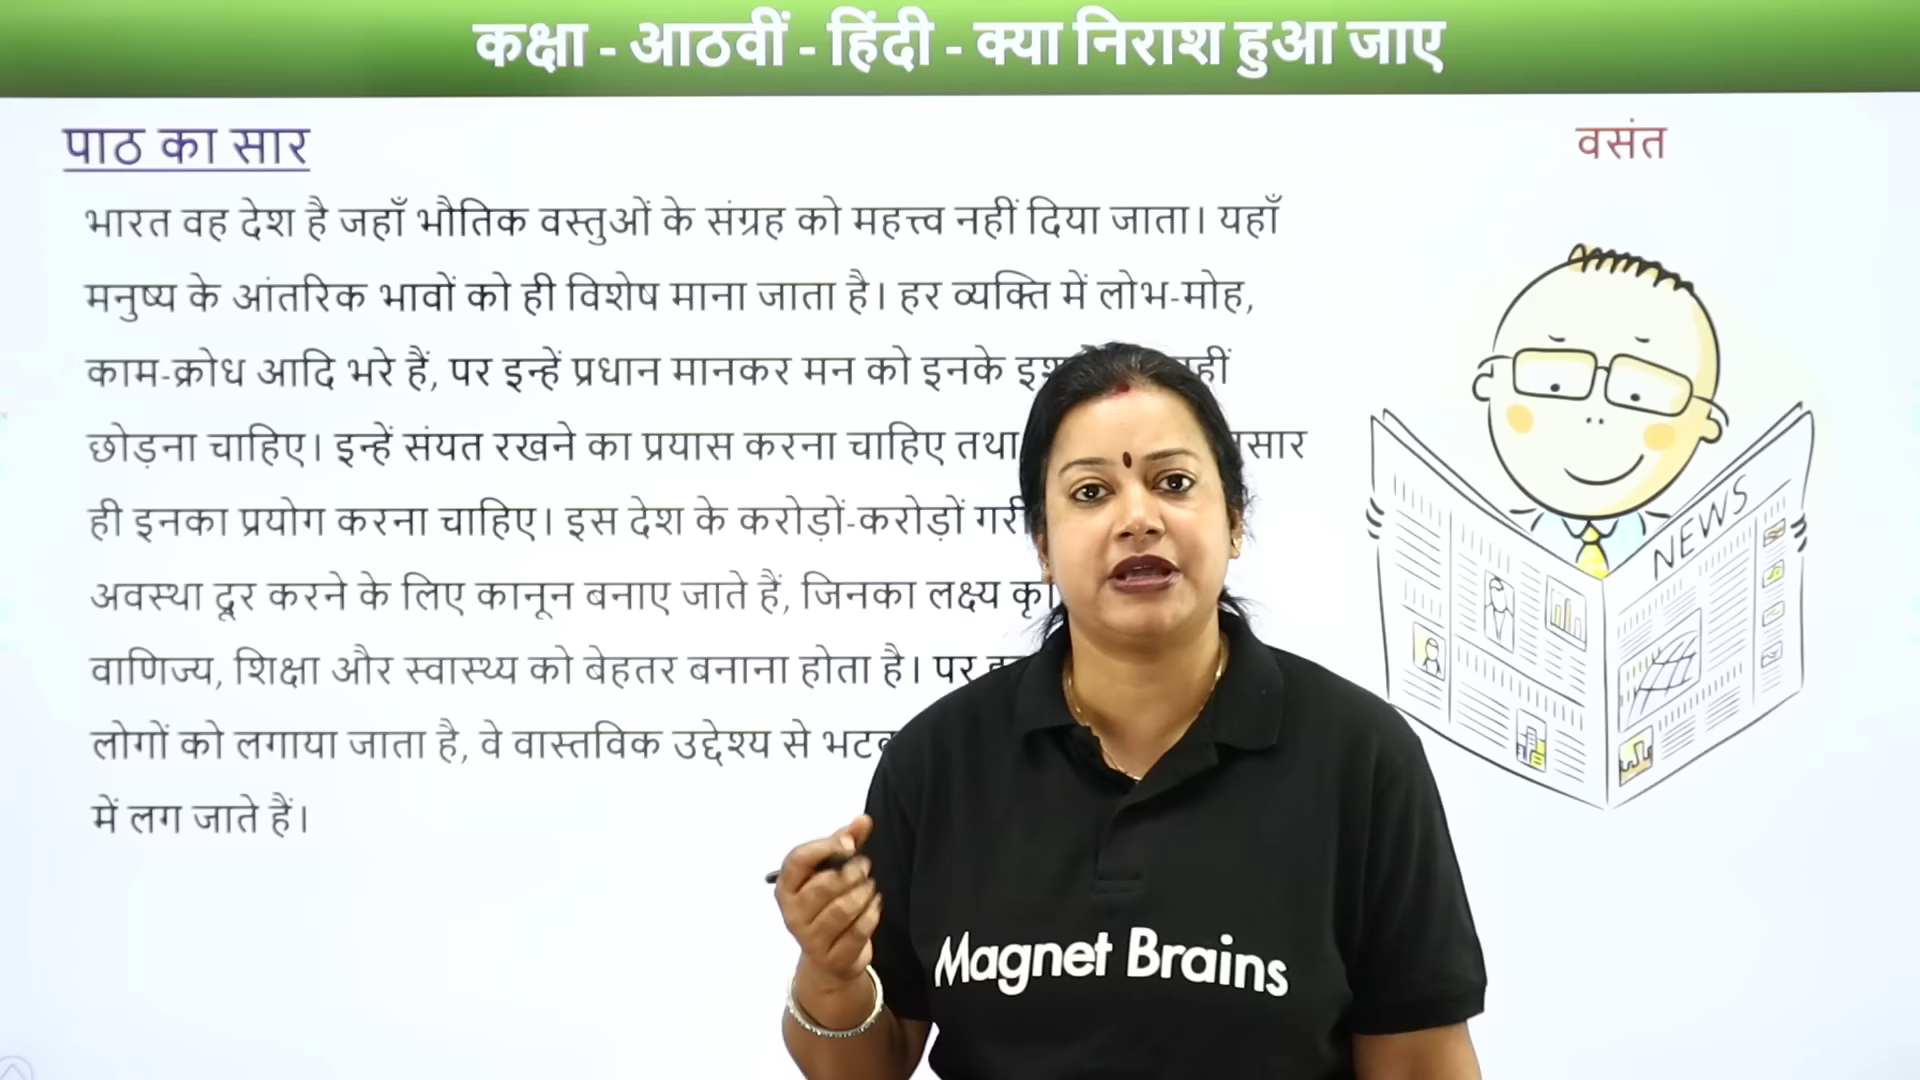 कक्षा - आठवीं - हिंदी - क्या निराश हुआ जाए
पाठ का सार
वसंत
भारत वह देश है जहाँ भौतिक वस्तुओं के संग्रह को महत्त्व नहीं दिया जाता। यहाँ
मनुष्य के आंतरिक भावों को ही विशेष माना जाता है। हर व्यक्ति में लोभ-मोह,
काम-क्रोध आदि भरे हैं, पर इन्हें प्रधान मानकर मन को इनके
छोड़ना चाहिए। इन्हें संयत रखने का प्रयास करना चाहिए तथा
ही इनका प्रयोग करना चाहिए। इस देश के करोड़ों-करोड़ों
अवस्था दूर करने के लिए कानून बनाए जाते हैं, जिनका लक्ष्य
वाणिज्य, शिक्षा और स्वास्थ्य को बेहतर बनाना होता है। पर
लोगों को लगाया जाता है, वे वास्तविक उद्देश्य से
में लग जाते हैं।
NEWS
Magnet Brains